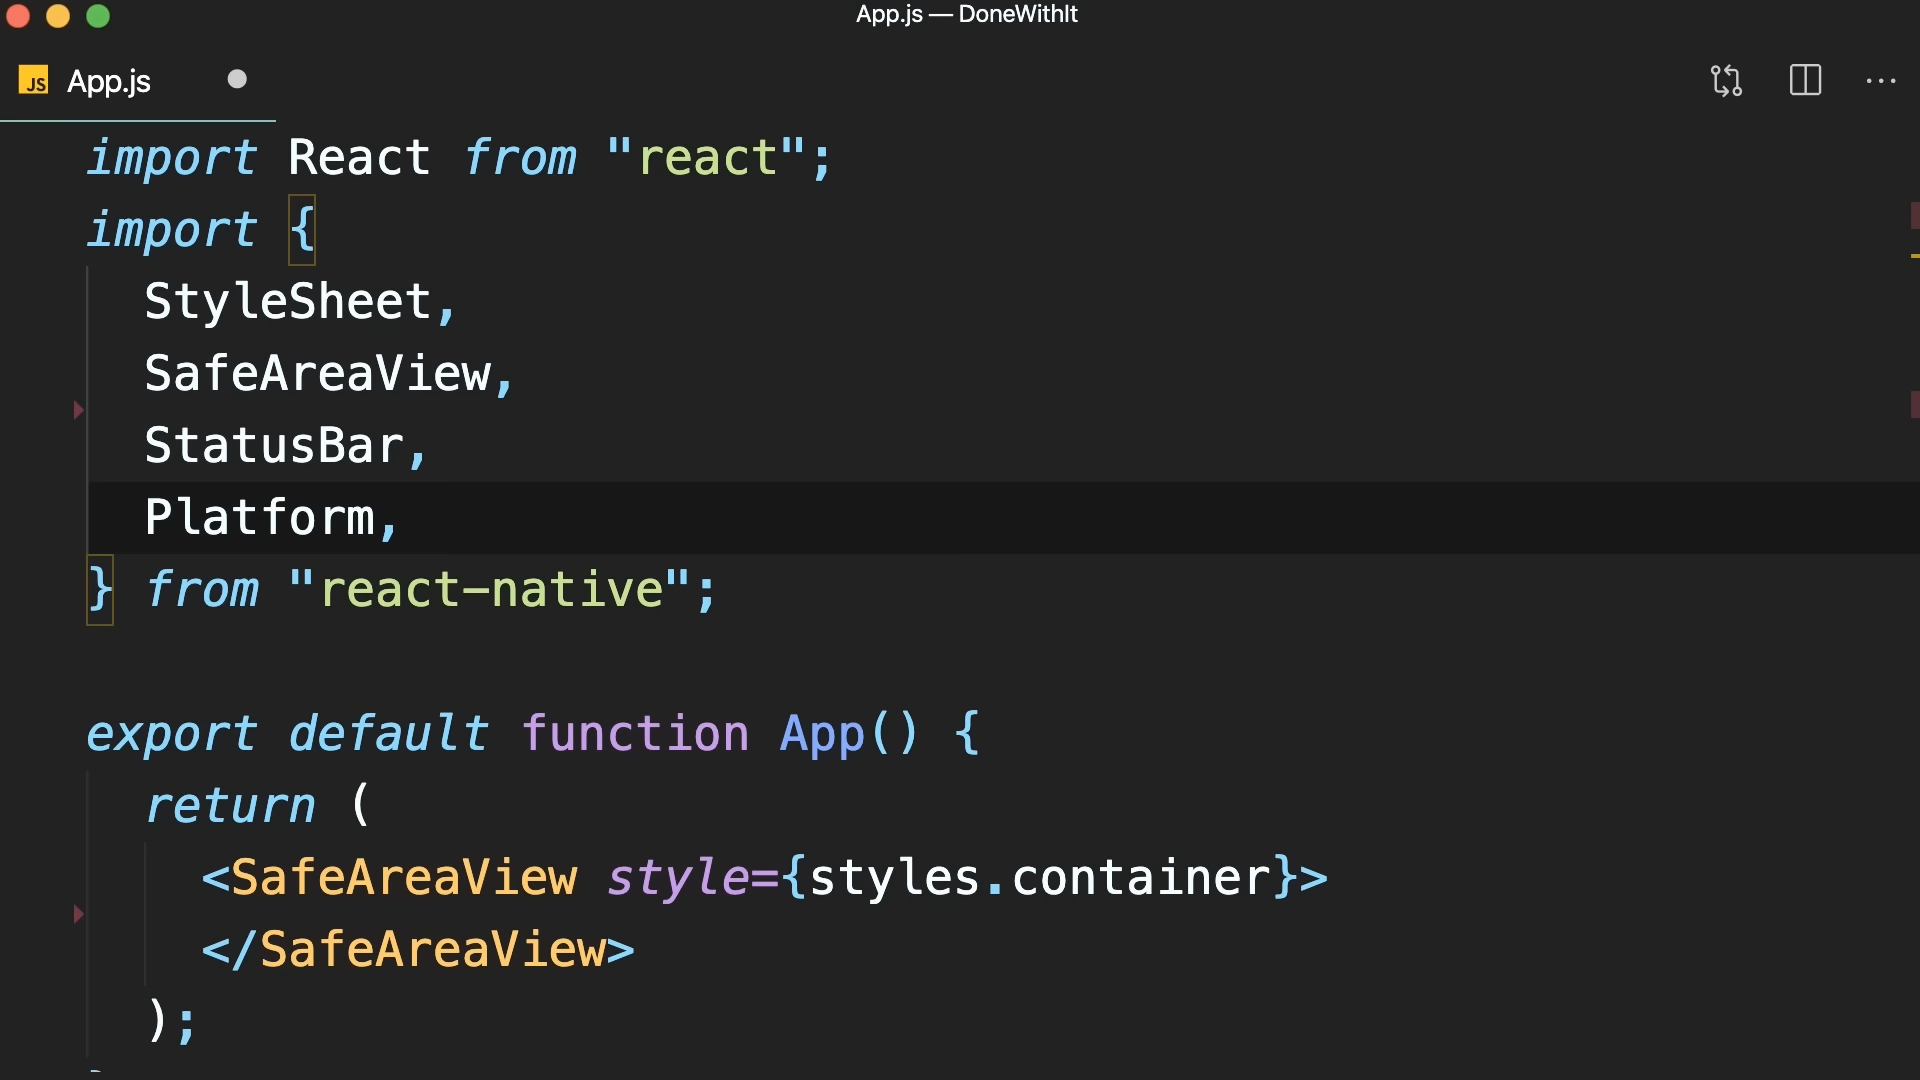 App.js — DoneWithIt
JS App.js
import React from "react";
import {
  StyleSheet,
  SafeAreaView,
  StatusBar,
  Platform,
} from "react-native";

export default function App() {
  return (
    <SafeAreaView style={styles.container}>
    </SafeAreaView>
  );